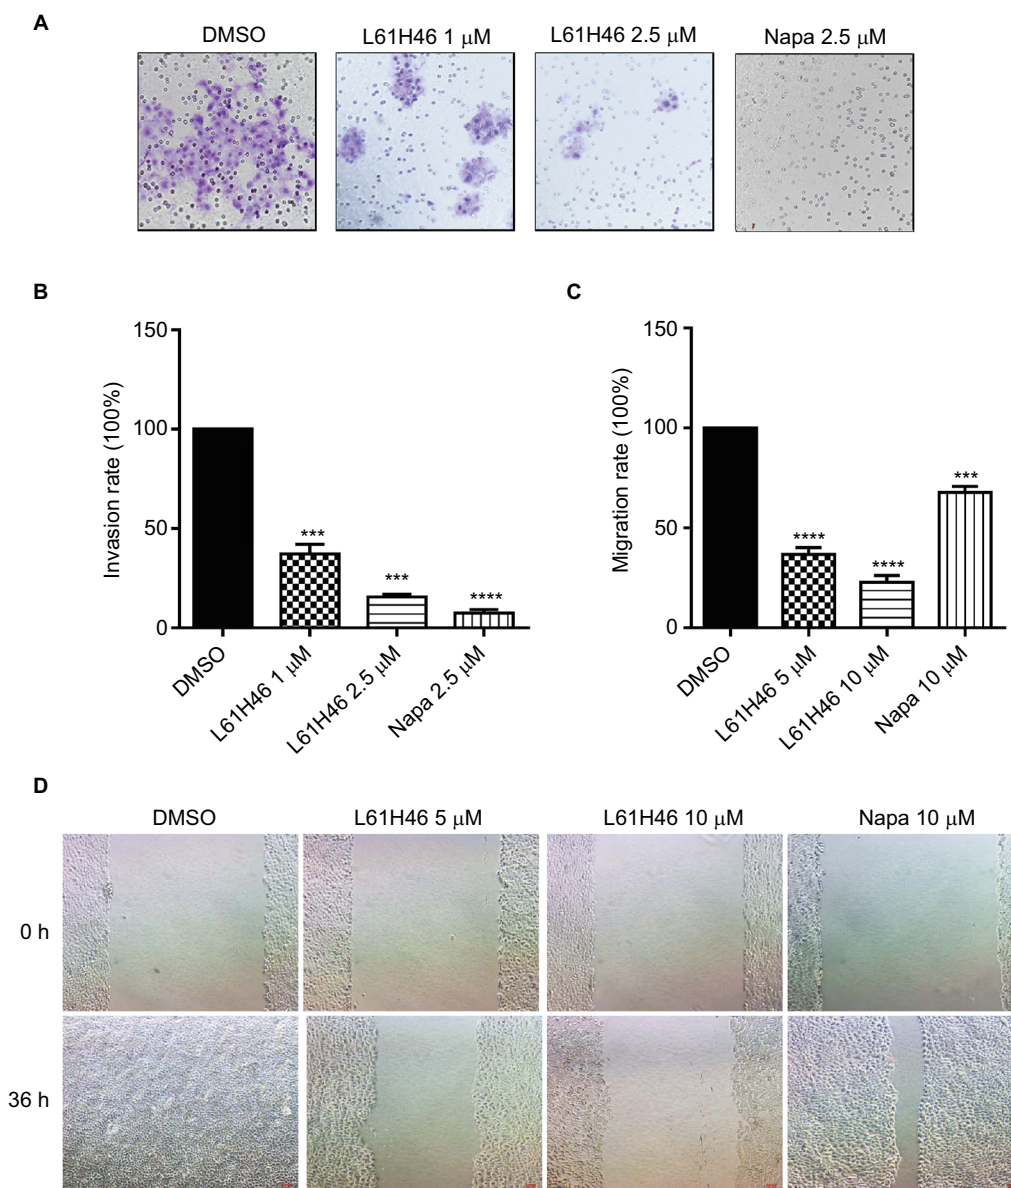 A
DMSO
L61H46 1 μM
L61H46 2.5 μM
Napa 2.5 μM
B
Invasion rate (100%)
150
100
50
0
***
***
****
DMSO
L61H46 1 μM
L61H46 2.5 μM
Napa 2.5 μM
C
Migration rate (100%)
150
100
50
0
****
****
***
DMSO
L61H46 5 μM
L61H46 10 μM
Napa 10 μM
D
DMSO
L61H46 5 μM
L61H46 10 μM
Napa 10 μM
0 h
36 h